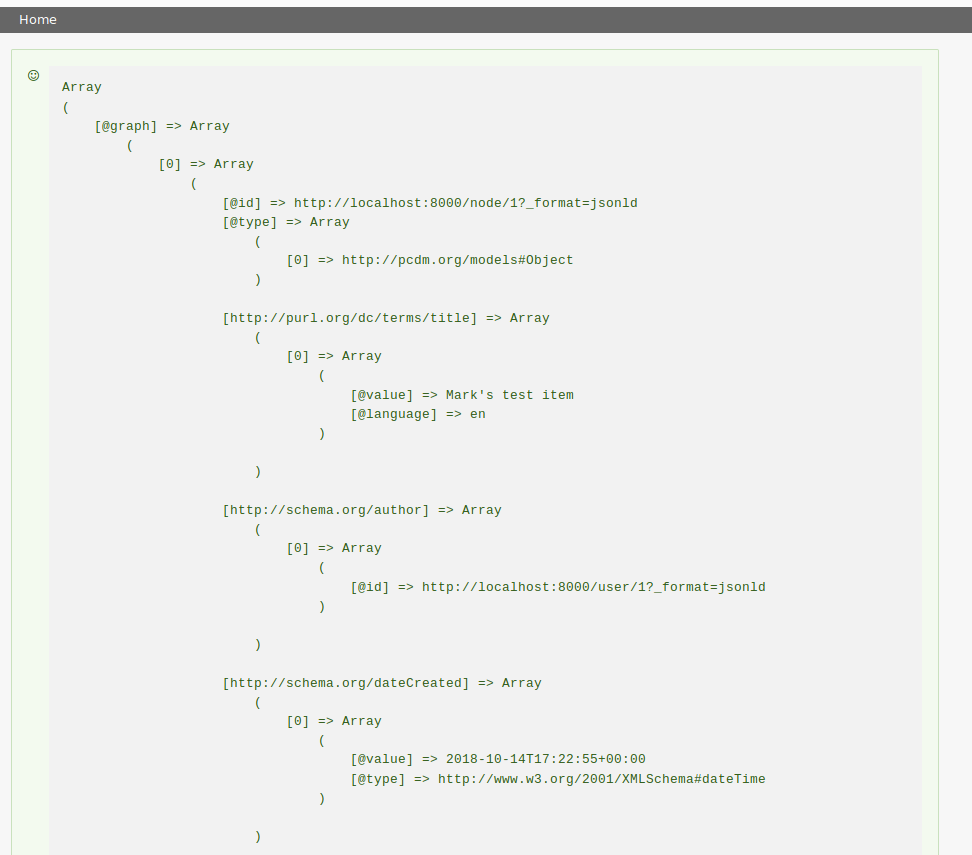 Home
Array
(
    [@graph] => Array
        (
            [0] => Array
                (
                    [@id] => http://localhost:8000/node/1?_format=jsonld
                    [@type] => Array
                        (
                            [0] => http://pcdm.org/models#Object
                        )

                    [http://purl.org/dc/terms/title] => Array
                        (
                            [0] => Array
                                (
                                    [@value] => Mark's test item
                                    [@language] => en
                                )

                        )

                    [http://schema.org/author] => Array
                        (
                            [0] => Array
                                (
                                    [@id] => http://localhost:8000/user/1?_format=jsonld
                                )

                        )

                    [http://schema.org/dateCreated] => Array
                        (
                            [0] => Array
                                (
                                    [@value] => 2018-10-14T17:22:55+00:00
                                    [@type] => http://www.w3.org/2001/XMLSchema#dateTime
                                )

                        )